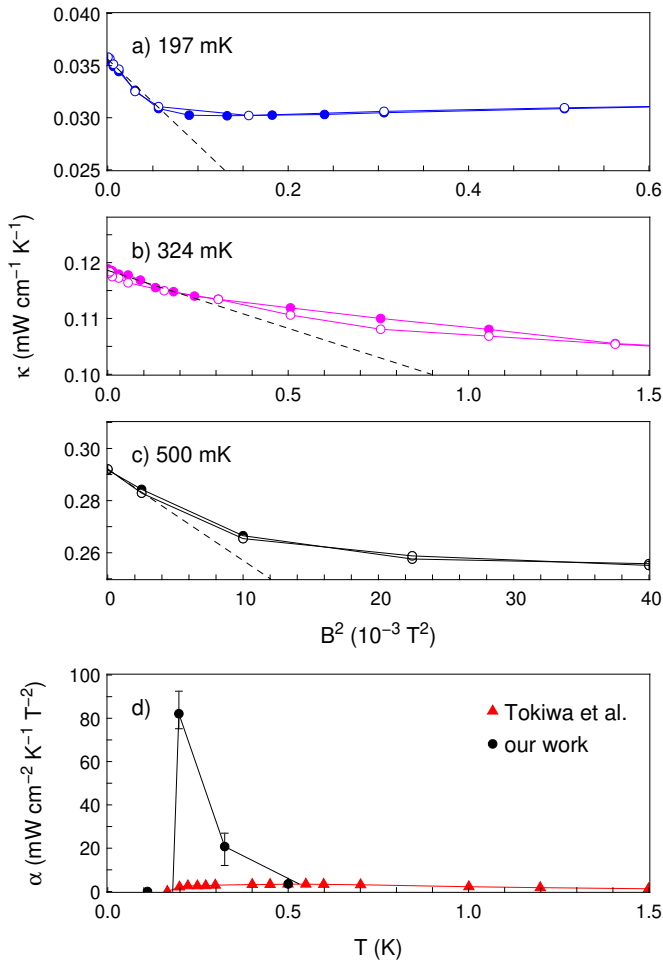 0.040
a) 197 mK
0.035
0.030
0.025
0.0 0.2 0.4 0.6
b) 324 mK
0.12
0.11
0.10
0.0 0.5 1.0 1.5
κ (mW cm⁻¹ K⁻¹)
c) 500 mK
0.30
0.28
0.26
0 10 20 30 40
B² (10⁻³ T²)
100
d)
Tokiwa et al.
our work
80
60
40
20
0
α (mW cm⁻² K⁻¹ T⁻²)
0.0 0.5 1.0 1.5
T (K)